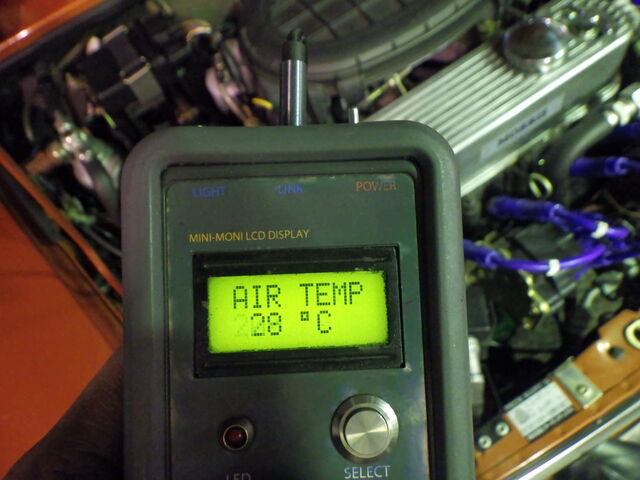 LIGHT LINK POWER
MINI-MONI LCD DISPLAY
AIR TEMP
28 °C
LED SELECT